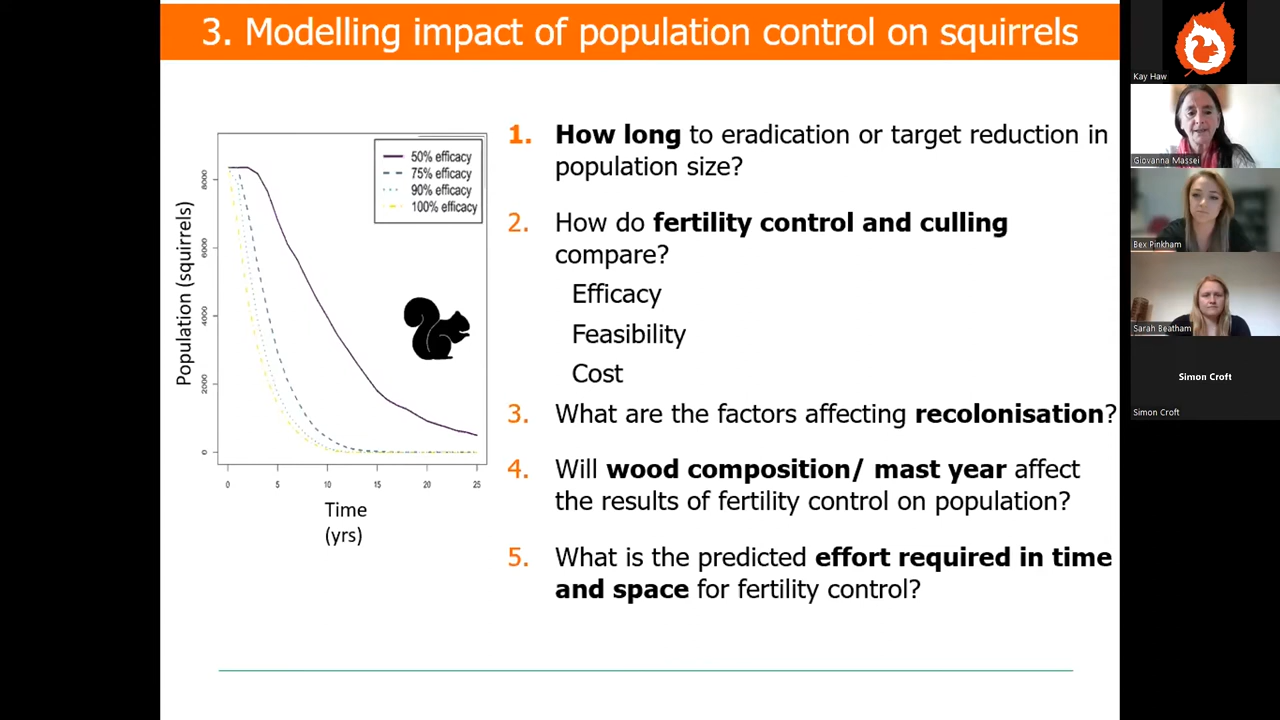 3. Modelling impact of population control on squirrels
50% efficacy
75% efficacy
90% efficacy
100% efficacy
Population (squirrels)
8000
6000
4000
2000
0
0 5 10 15 20 25
Time
(yrs)
1. How long to eradication or target reduction in
population size?
2. How do fertility control and culling
compare?
Efficacy
Feasibility
Cost
3. What are the factors affecting recolonisation?
4. Will wood composition/ mast year affect
the results of fertility control on population?
5. What is the predicted effort required in time
and space for fertility control?
Kay Haw
Giovanna Massei
Bex Pinkham
Sarah Beatham
Simon Croft
Simon Croft